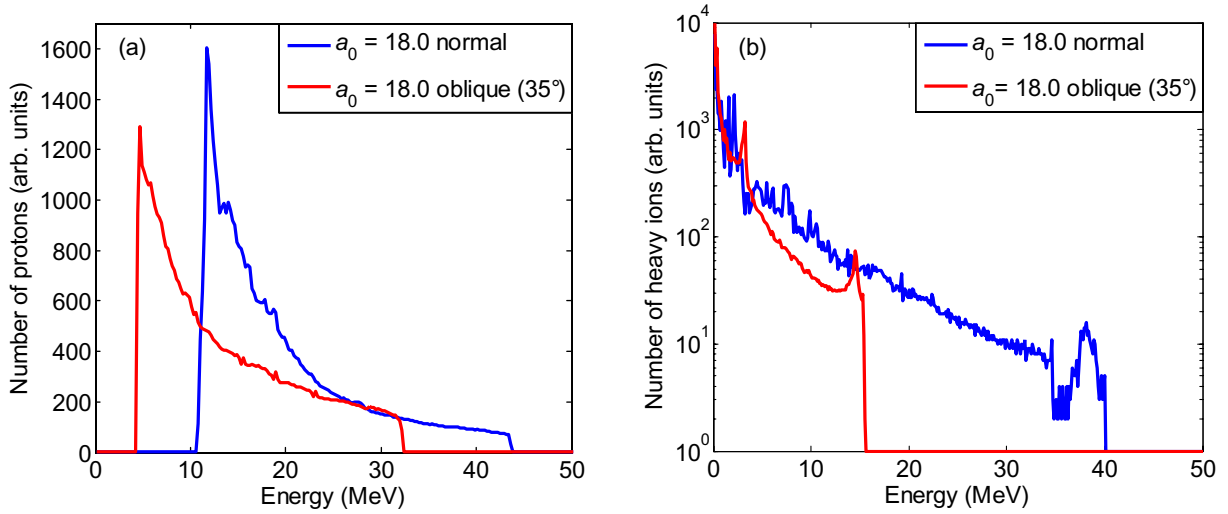 (a)
a0 = 18.0 normal
a0 = 18.0 oblique (35°)
Number of protons (arb. units)
1600
1400
1200
1000
800
600
400
200
0
0 10 20 30 40 50
Energy (MeV)
(b)
a0 = 18.0 normal
a0= 18.0 oblique (35°)
Number of heavy ions (arb. units)
10^4
10^3
10^2
10^1
10^0
0 10 20 30 40 50
Energy (MeV)